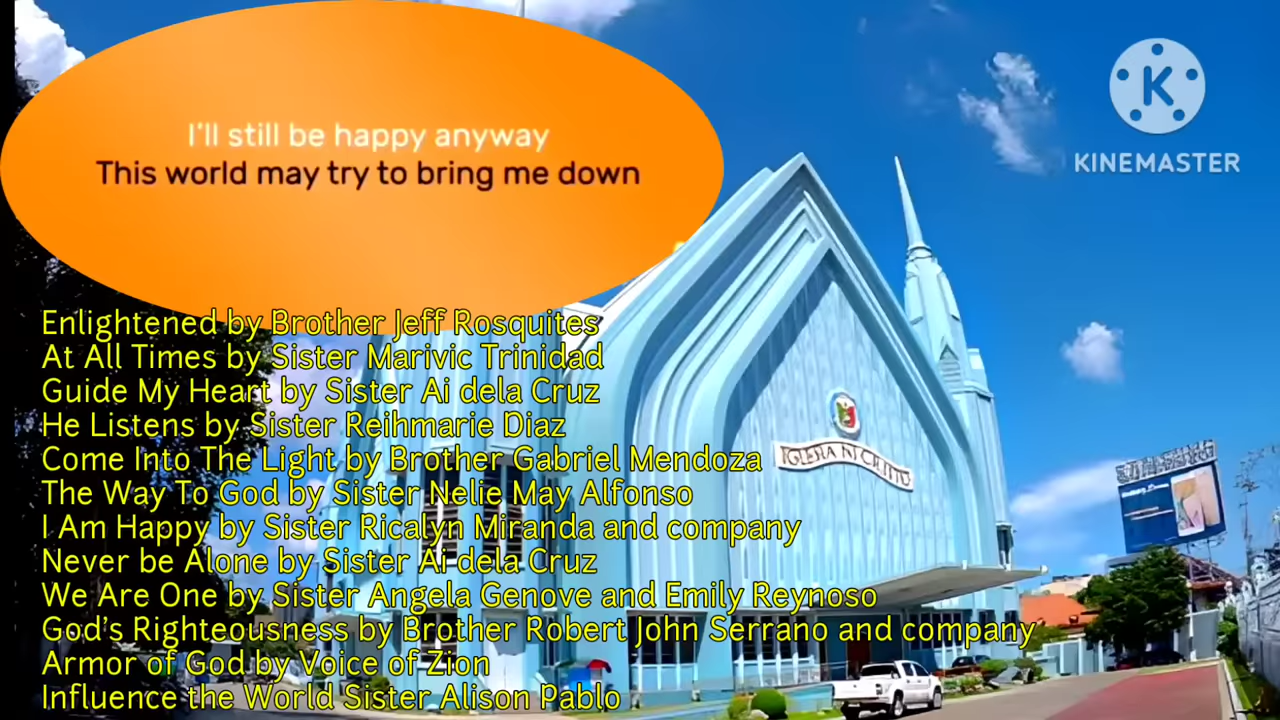 I'll still be happy anyway
This world may try to bring me down
KINEMASTER
Enlightened by Brother Jeff Rosquites
At All Times by Sister Marivic Trinidad
Guide My Heart by Sister Ai dela Cruz
He Listens by Sister Reihmarie Diaz
Come Into The Light by Brother Gabriel Mendoza
The Way To God by Sister Nelie May Alfonso
I Am Happy by Sister Ricalyn Miranda and company
Never be Alone by Sister Ai dela Cruz
We Are One by Sister Angela Genove and Emily Reynoso
God's Righteousness by Brother Robert John Serrano and company
Armor of God by Voice of Zion
Influence the World Sister Alison Pablo
IGLESIA NI CRISTO